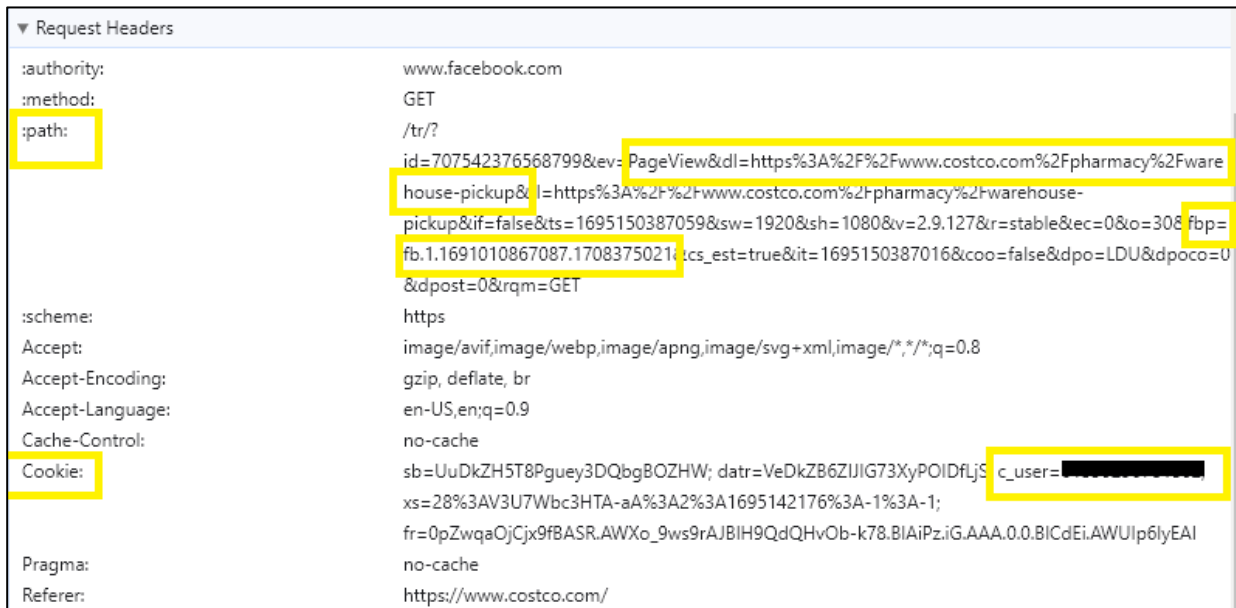 ▼ Request Headers
:authority: www.facebook.com
:method: GET
:path: /tr/?
id=707542376568799&ev=PageView&dl=https%3A%2F%2Fwww.costco.com%2Fpharmacy%2Fware
house-pickup&l=https%3A%2F%2Fwww.costco.com%2Fpharmacy%2Fwarehouse-
pickup&if=false&ts=1695150387059&sw=1920&sh=1080&v=2.9.127&r=stable&ec=0&o=30&fbp=
fb.1.1691010867087.1708375021&cs_est=true&it=1695150387016&coo=false&dpo=LDU&dpoco=0
&dpost=0&rqm=GET
:scheme: https
Accept: image/avif,image/webp,image/apng,image/svg+xml,image/*,*/*;q=0.8
Accept-Encoding: gzip, deflate, br
Accept-Language: en-US,en;q=0.9
Cache-Control: no-cache
Cookie: sb=UuDkZH5T8Pguey3DQbgBOZHW; datr=VeDkZB6ZIJIG73XyPOIDfLjS c_user=
xs=28%3AV3U7Wbc3HTA-aA%3A2%3A1695142176%3A-1%3A-1;
fr=0pZwqaOjCjx9fBASR.AWXo_9ws9rAJBlH9QdQHvOb-k78.BlAiPz.iG.AAA.0.0.BlCdEi.AWUIp6IyEAI
Pragma: no-cache
Referer: https://www.costco.com/